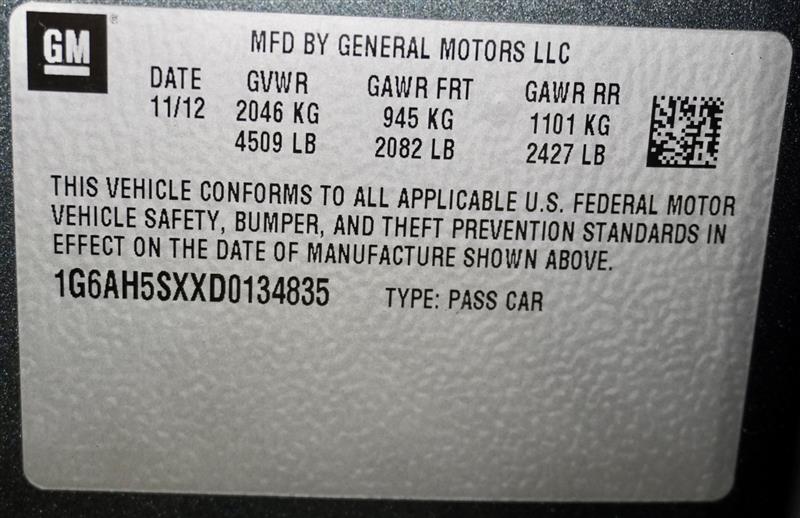 GM
MFD BY GENERAL MOTORS LLC
DATE GVWR GAWR FRT GAWR RR
11/12 2046 KG 945 KG 1101 KG
4509 LB 2082 LB 2427 LB
THIS VEHICLE CONFORMS TO ALL APPLICABLE U.S. FEDERAL MOTOR
VEHICLE SAFETY, BUMPER, AND THEFT PREVENTION STANDARDS IN
EFFECT ON THE DATE OF MANUFACTURE SHOWN ABOVE.
1G6AH5SXXD0134835 TYPE: PASS CAR